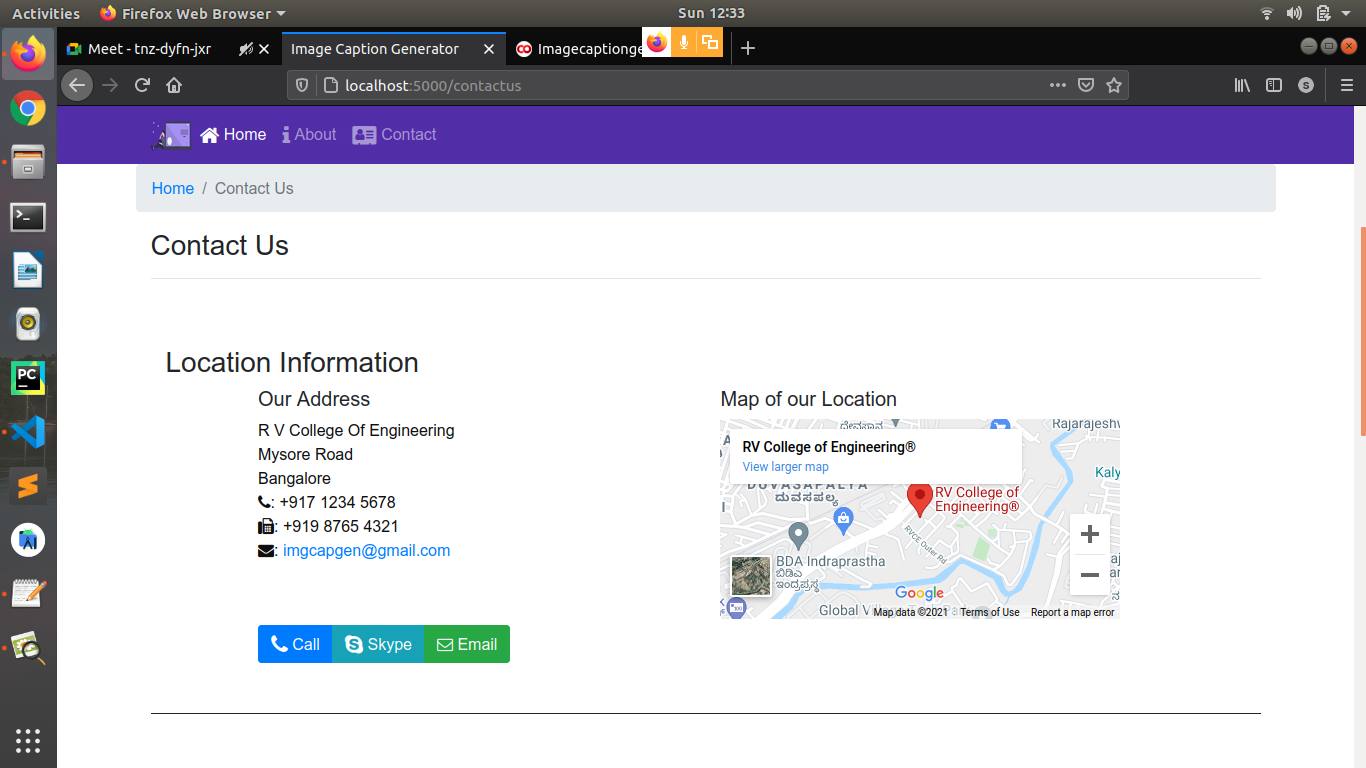 Activities
Firefox Web Browser
Sun 12:33
Meet - tnz-dyfn-jxr
Image Caption Generator
Imagecaptionge
localhost:5000/contactus
S
PC
Home
About
Contact
Home / Contact Us
Contact Us
Location Information
Our Address
R V College Of Engineering
Mysore Road
Bangalore
: +917 1234 5678
: +919 8765 4321
: imgcapgen@gmail.com
Call
Skype
Email
Map of our Location
RV College Of Engineering®
View larger map
Rajarajeshw
Kaly
DUVASAPALYA
ದುವಸಪಲ್ಯ
RV College of
Engineering®
RVCE Outer Rd
BDA Indraprastha
ಬಿಡಿಎ
ಇಂದ್ರಪ್ರಸ್ಥ
Google
Global Vill
Map data ©2021
Terms of Use
Report a map error